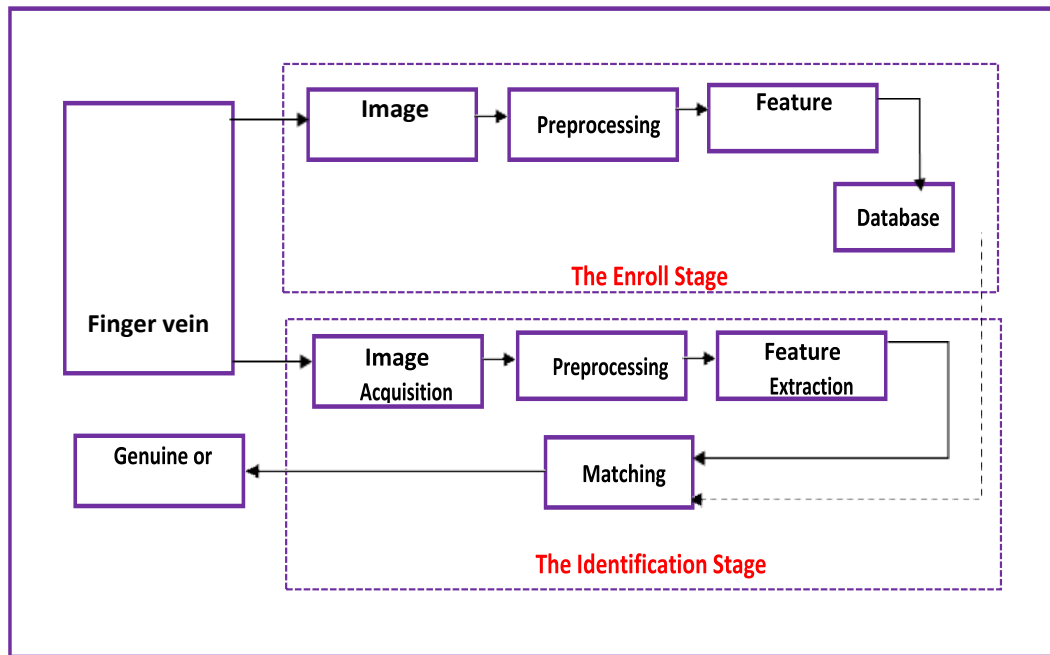 Image
Preprocessing
Feature
Database
The Enroll Stage
Finger vein
Image
Acquisition
Preprocessing
Feature
Extraction
Genuine or
Matching
The Identification Stage